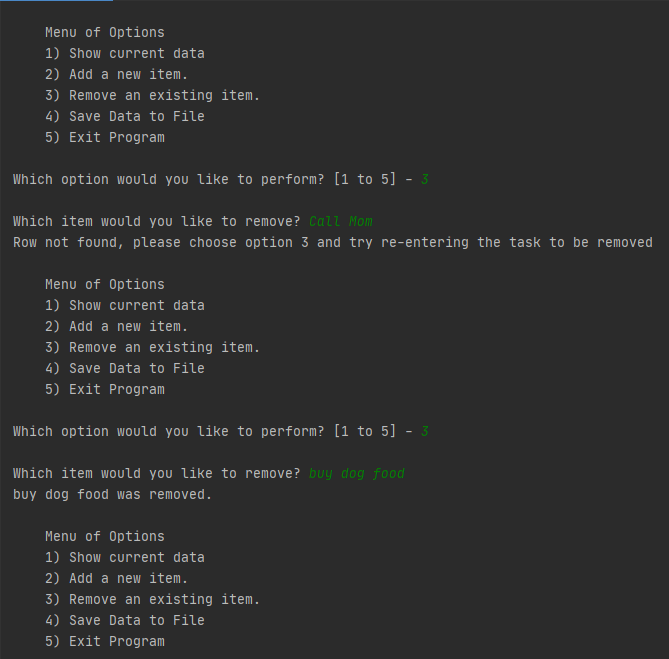 Menu of Options
1) Show current data
2) Add a new item.
3) Remove an existing item.
4) Save Data to File
5) Exit Program
Which option would you like to perform? [1 to 5] - 3
Which item would you like to remove? Call Mom
Row not found, please choose option 3 and try re-entering the task to be removed
Menu of Options
1) Show current data
2) Add a new item.
3) Remove an existing item.
4) Save Data to File
5) Exit Program
Which option would you like to perform? [1 to 5] - 3
Which item would you like to remove? buy dog food
buy dog food was removed.
Menu of Options
1) Show current data
2) Add a new item.
3) Remove an existing item.
4) Save Data to File
5) Exit Program